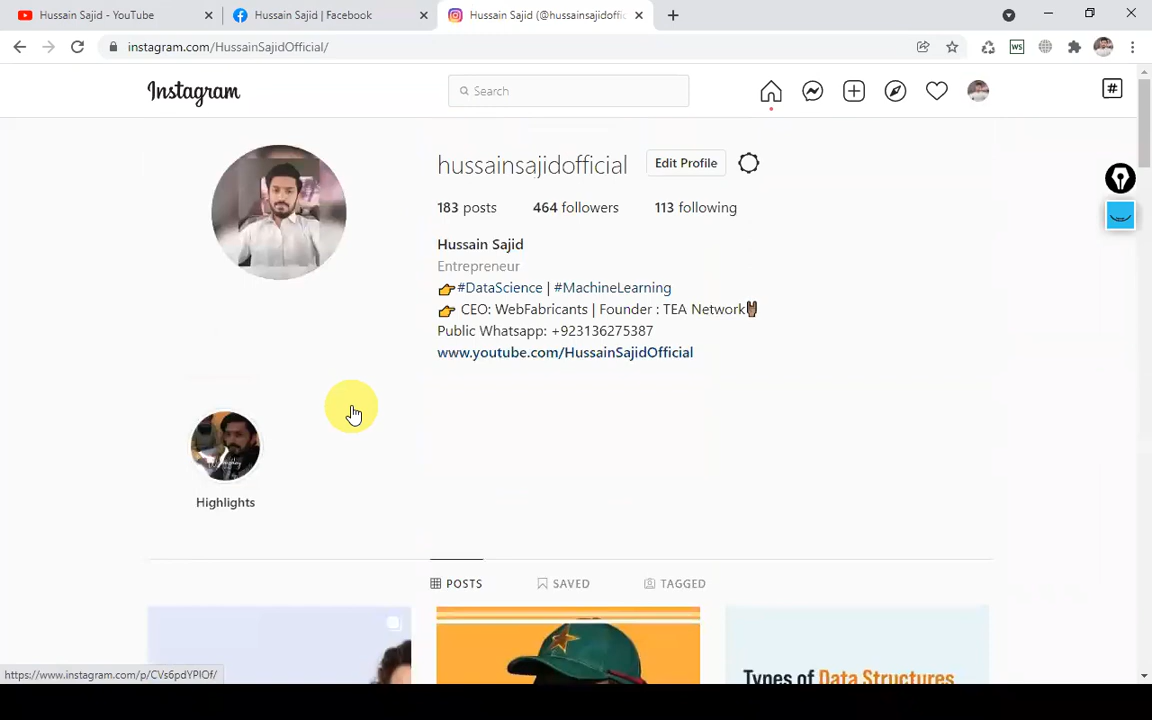 Hussain Sajid - YouTube
Hussain Sajid | Facebook
Hussain Sajid (@hussainsajidoffic
instagram.com/HussainSajidOfficial/
WS
Instagram
Search
#
hussainsajidofficial
Edit Profile
183 posts 464 followers 113 following
Hussain Sajid
Entrepreneur
👉#DataScience | #MachineLearning
👉 CEO: WebFabricants | Founder : TEA Network🤘🏾
Public Whatsapp: +923136275387
www.youtube.com/HussainSajidOfficial
Highlights
POSTS
SAVED
TAGGED
Types of Data Structures
https://www.instagram.com/p/CVs6pdYPIOf/